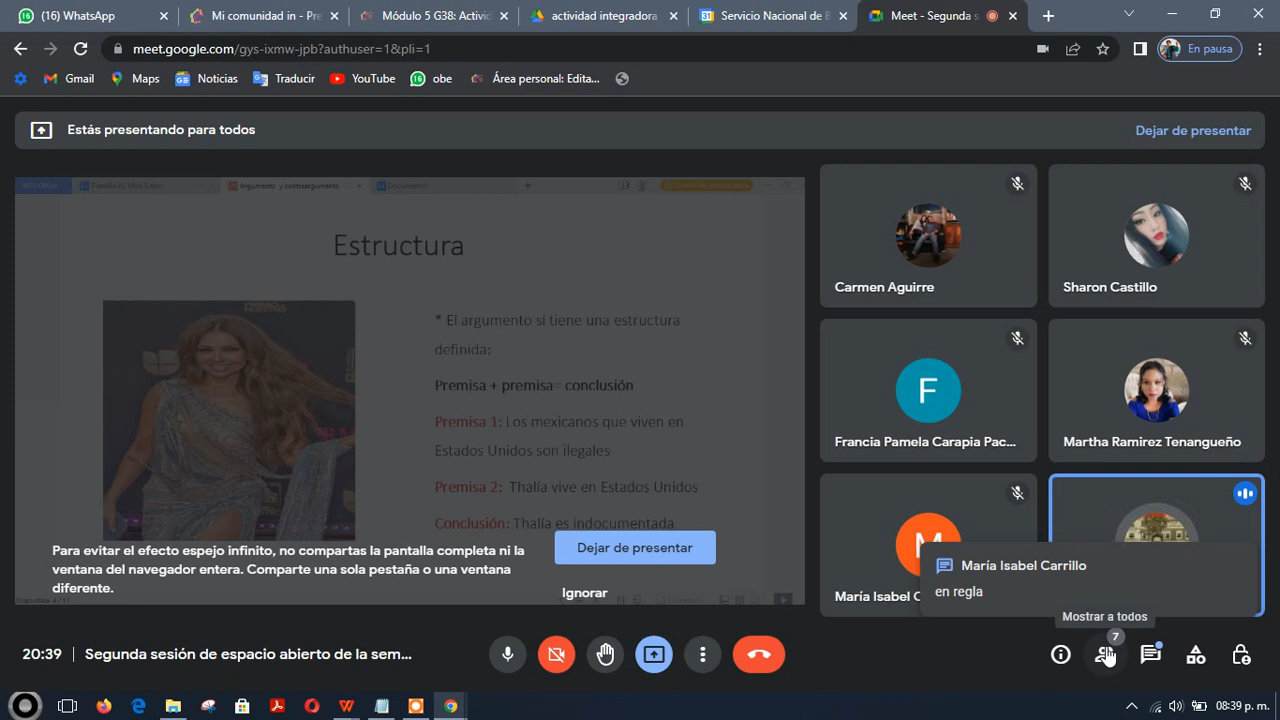 (16) WhatsApp
Mi comunidad in - Pre
Módulo 5 G38: Activid
actividad integradora
Servicio Nacional de B
Meet - Segunda s
meet.google.com/gys-ixmw-jpb?authuser=1&pli=1
En pausa
Gmail
Maps
Noticias
Traducir
YouTube
obe
Área personal: Edita...
Estás presentando para todos
Dejar de presentar
WPS Office
Argumento y contraargumento
Estructura
* El argumento sí tiene una estructura
definida:
Premisa + premisa= conclusión
Premisa 1: Los mexicanos que viven en
Estados Unidos son ilegales
Premisa 2: Thalía vive en Estados Unidos
Conclusión: Thalía es indocumentada
Para evitar el efecto espejo infinito, no compartas la pantalla completa ni la
ventana del navegador entera. Comparte una sola pestaña o una ventana
diferente.
Dejar de presentar
Ignorar
Carmen Aguirre
Sharon Castillo
F
Francia Pamela Carapia Pac...
Martha Ramirez Tenangueño
M
María Isabel C
María Isabel Carrillo
en regla
Mostrar a todos
7
20:39
Segunda sesión de espacio abierto de la sem...
08:39 p. m.